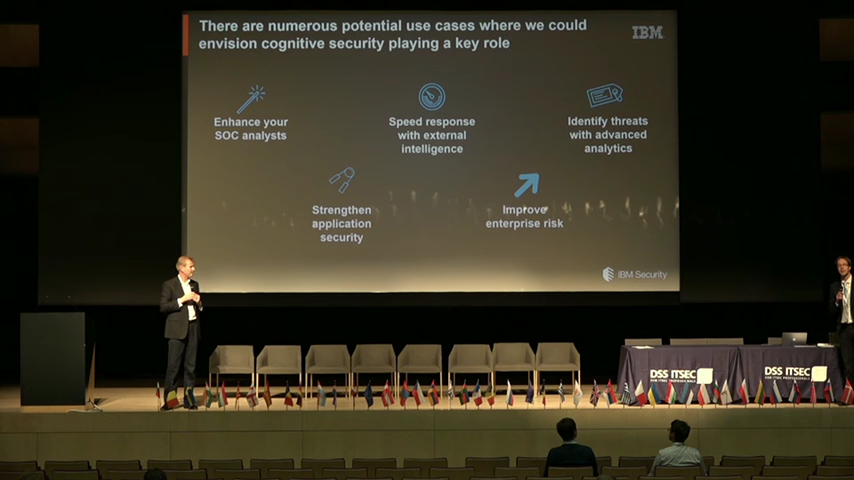 There are numerous potential use cases where we could
envision cognitive security playing a key role
IBM
Enhance your
SOC analysts
Speed response
with external
intelligence
Identify threats
with advanced
analytics
Strengthen
application
security
Improve
enterprise risk
IBM Security
DSS ITSEC
DSS ITSEC